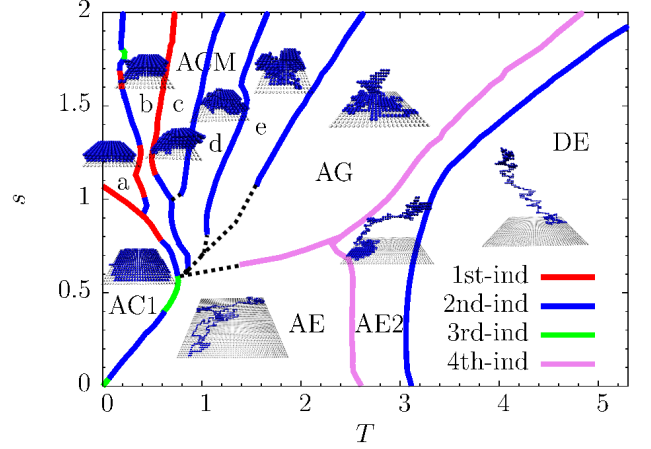 2
1.5
1
0.5
0
s
ACM
b
c
d
e
a
AG
DE
AC1
AE
AE2
1st-ind
2nd-ind
3rd-ind
4th-ind
0
1
2
3
4
5
T